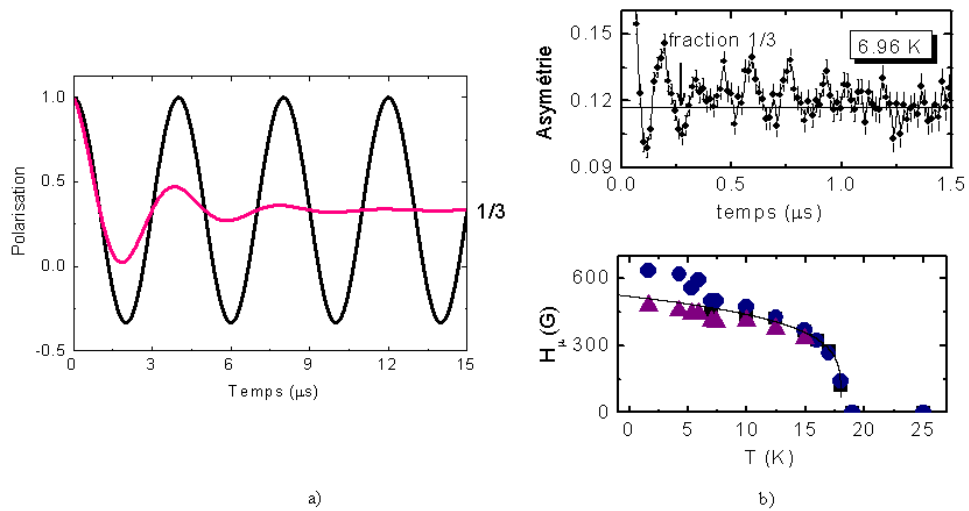 1.0
0.5
0.0
-0.5
Polarisation
0 3 6 9 12 15
Temps (μs)
1/3
a)
0.15
0.12
0.09
Asymétrie
fraction 1/3
6.96 K
0.0 0.5 1.0 1.5
temps (μs)
600
300
0
Hμ (G)
0 5 10 15 20 25
T (K)
b)